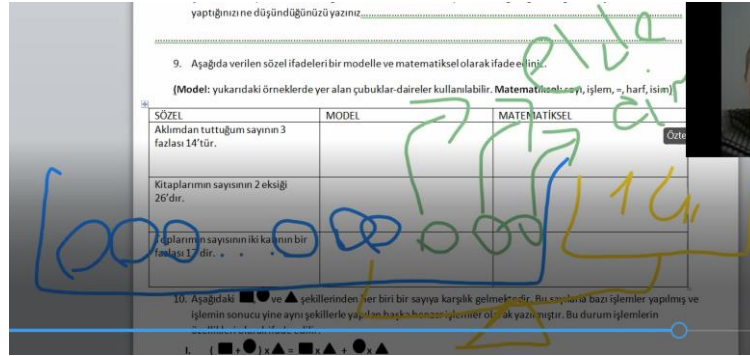 yaptığınızı ne düşündüğünüzü yazınız
9. Aşağıda verilen sözel ifadeleri bir modelle ve matematiksel olarak ifade ediniz.
(Model: yukarıdaki örneklerde yer alan çubuklar-daireler kullanılabilir. Matematiksel: sayı, işlem, =, harf, isim)
elde
SÖZEL MODEL MATEMATİKSEL
Aklımdan tuttuğum sayının 3
fazlası 14'tür.
Özte
Kitaplarımın sayısının 2 eksiği
26'dır.
Toplarımın sayısının iki katının bir
fazlası 17 dir.
10. Aşağıdaki ■, ● ve ▲ şekillerinden her biri bir sayıya karşılık gelmektedir. Bu sayılarla bazı işlemler yapılmış ve
işlemin sonucu yine aynı şekillerle yapılan başka benzer işlemler olarak yazılmıştır. Bu durum işlemlerin
I. ( ■ + ● ) x ▲ = ■ x ▲ + ● x ▲